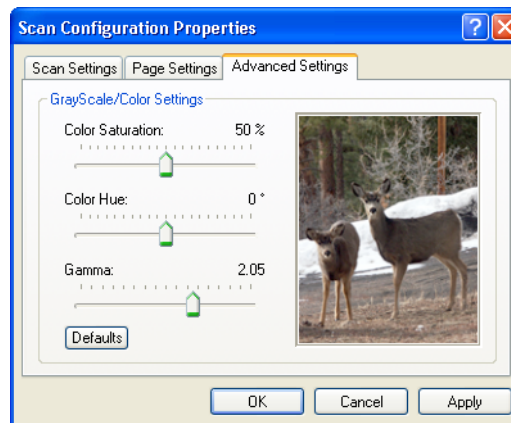 Scan Configuration Properties
Scan Settings Page Settings Advanced Settings
GrayScale/Color Settings
Color Saturation: 50 %
Color Hue: 0 °
Gamma: 2.05
Defaults
OK Cancel Apply